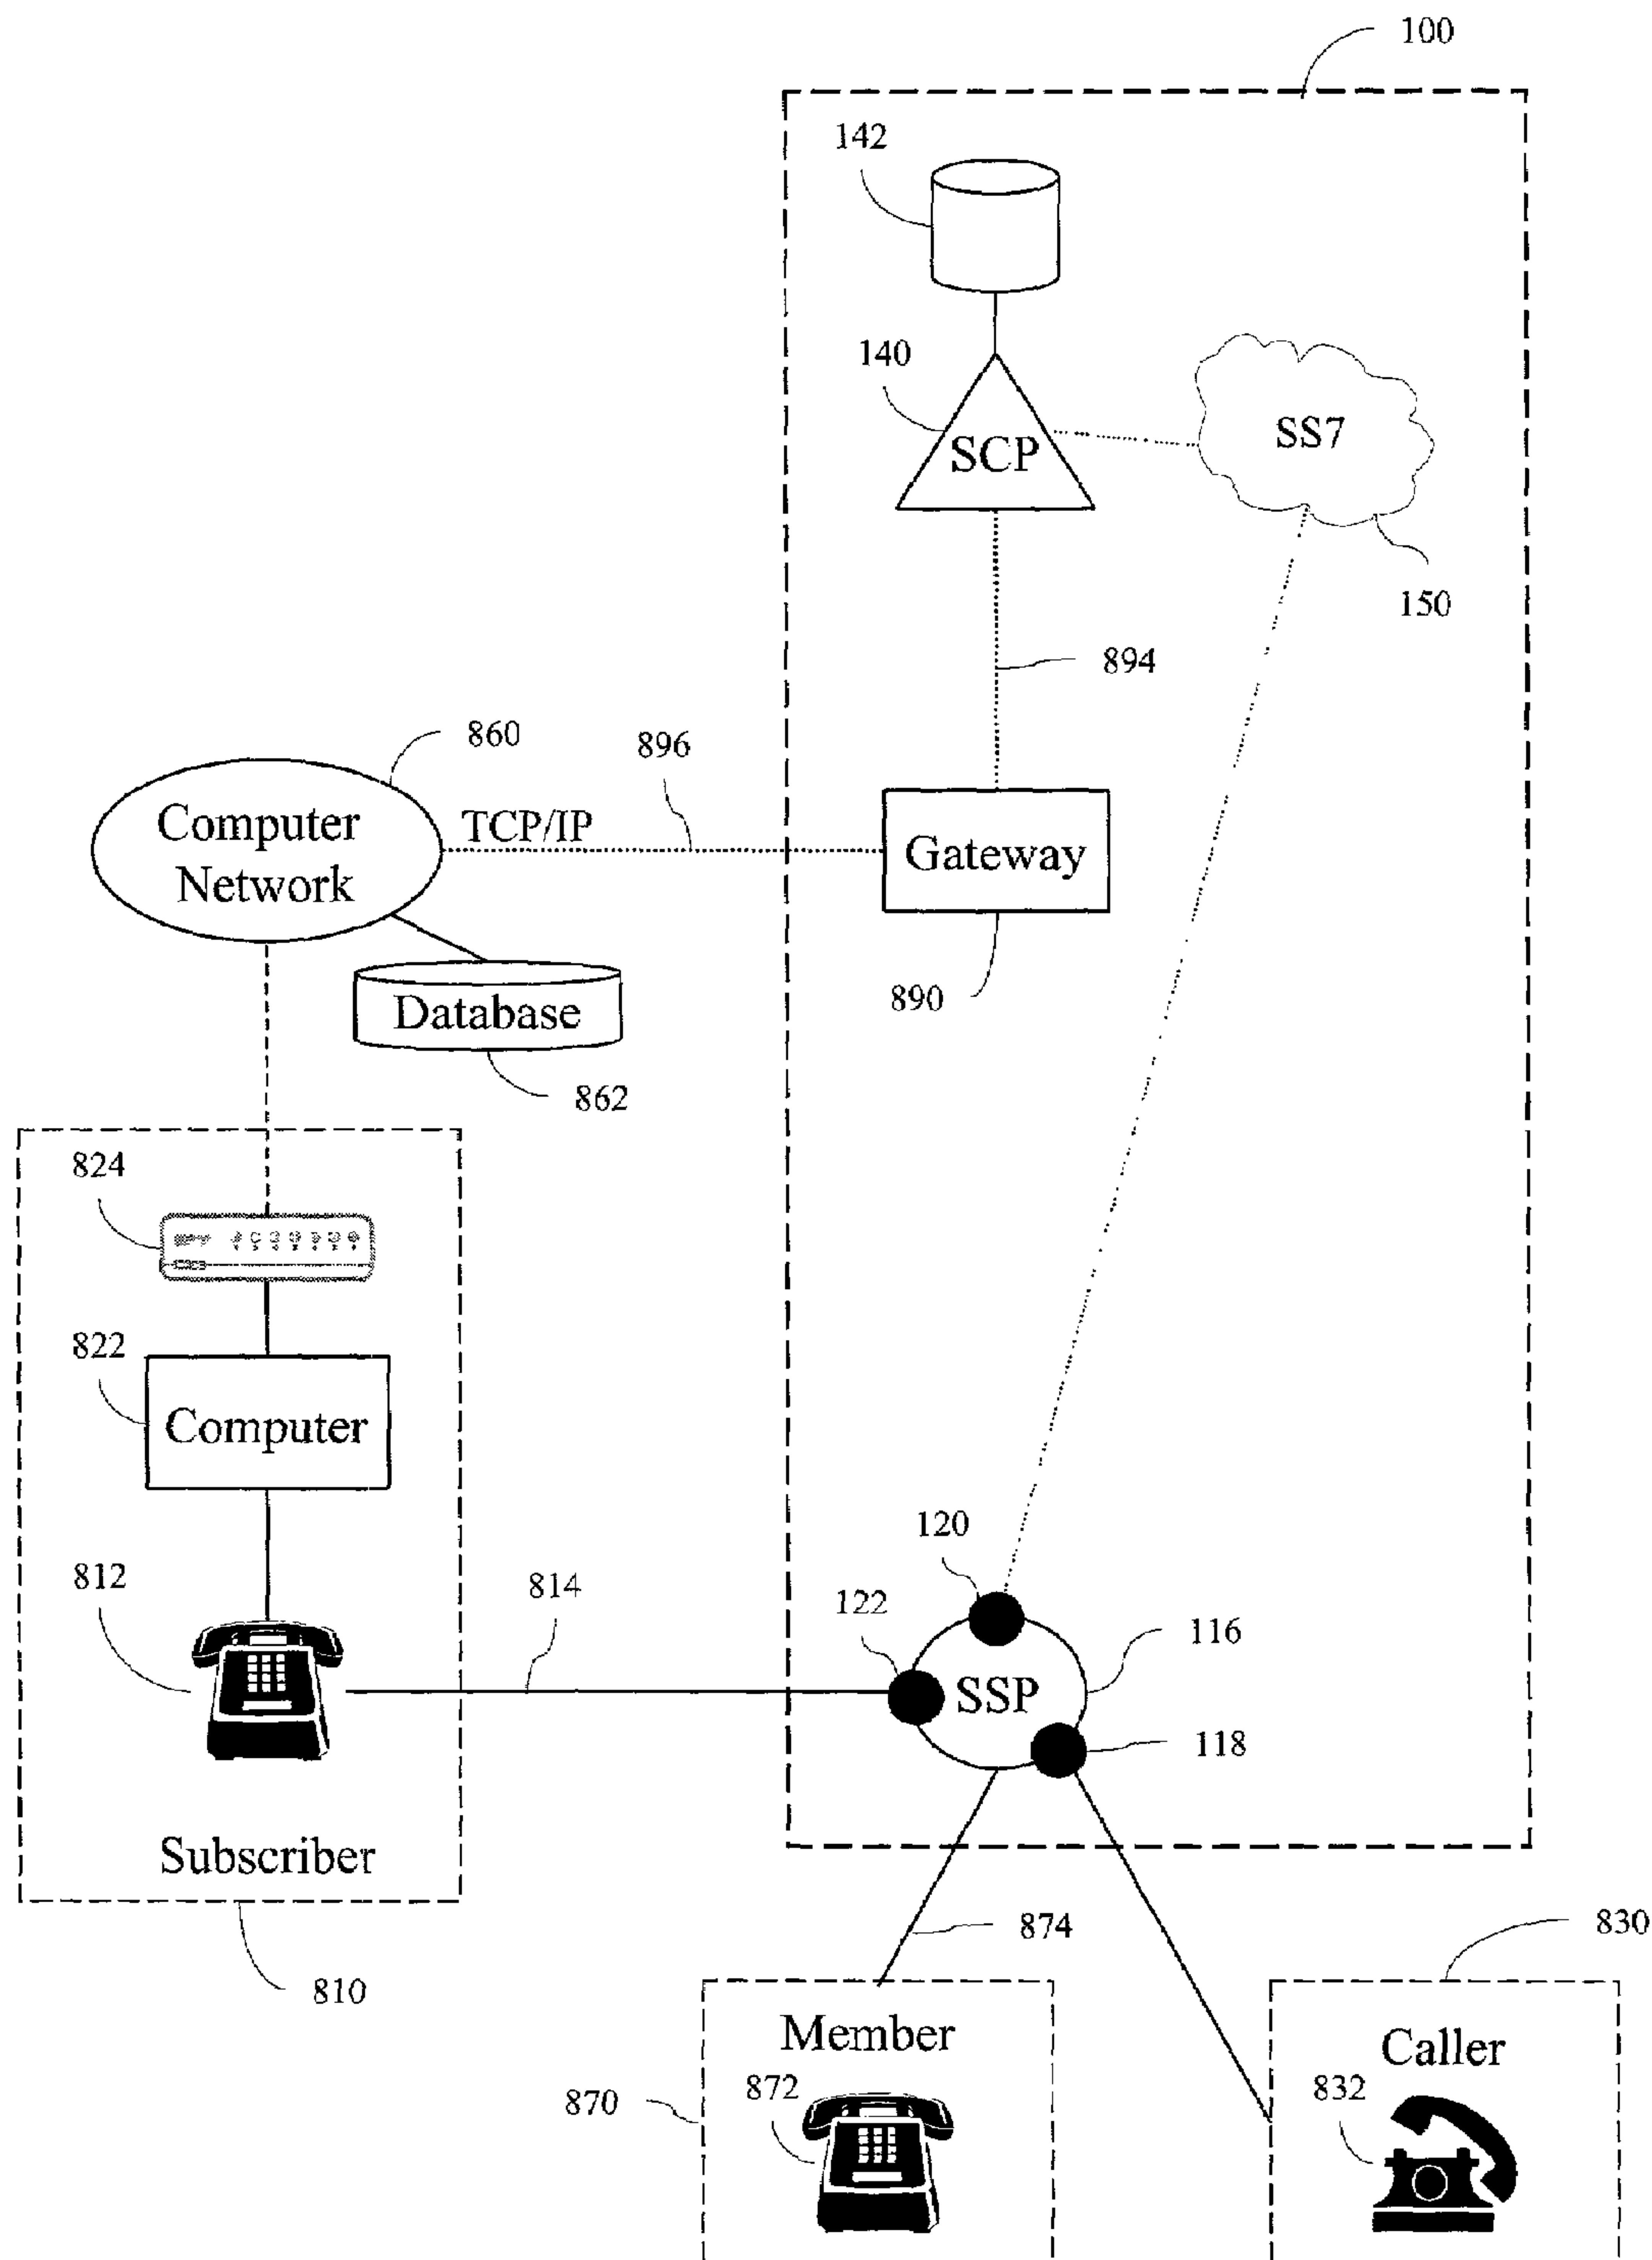 100
142
140
SCP
SS7
150
894
860
896
Computer
Network
TCP/IP
Gateway
890
Database
862
824
822
Computer
812
814
120
122
SSP
116
118
Subscriber
810
874
830
Member
Caller
870
872
832